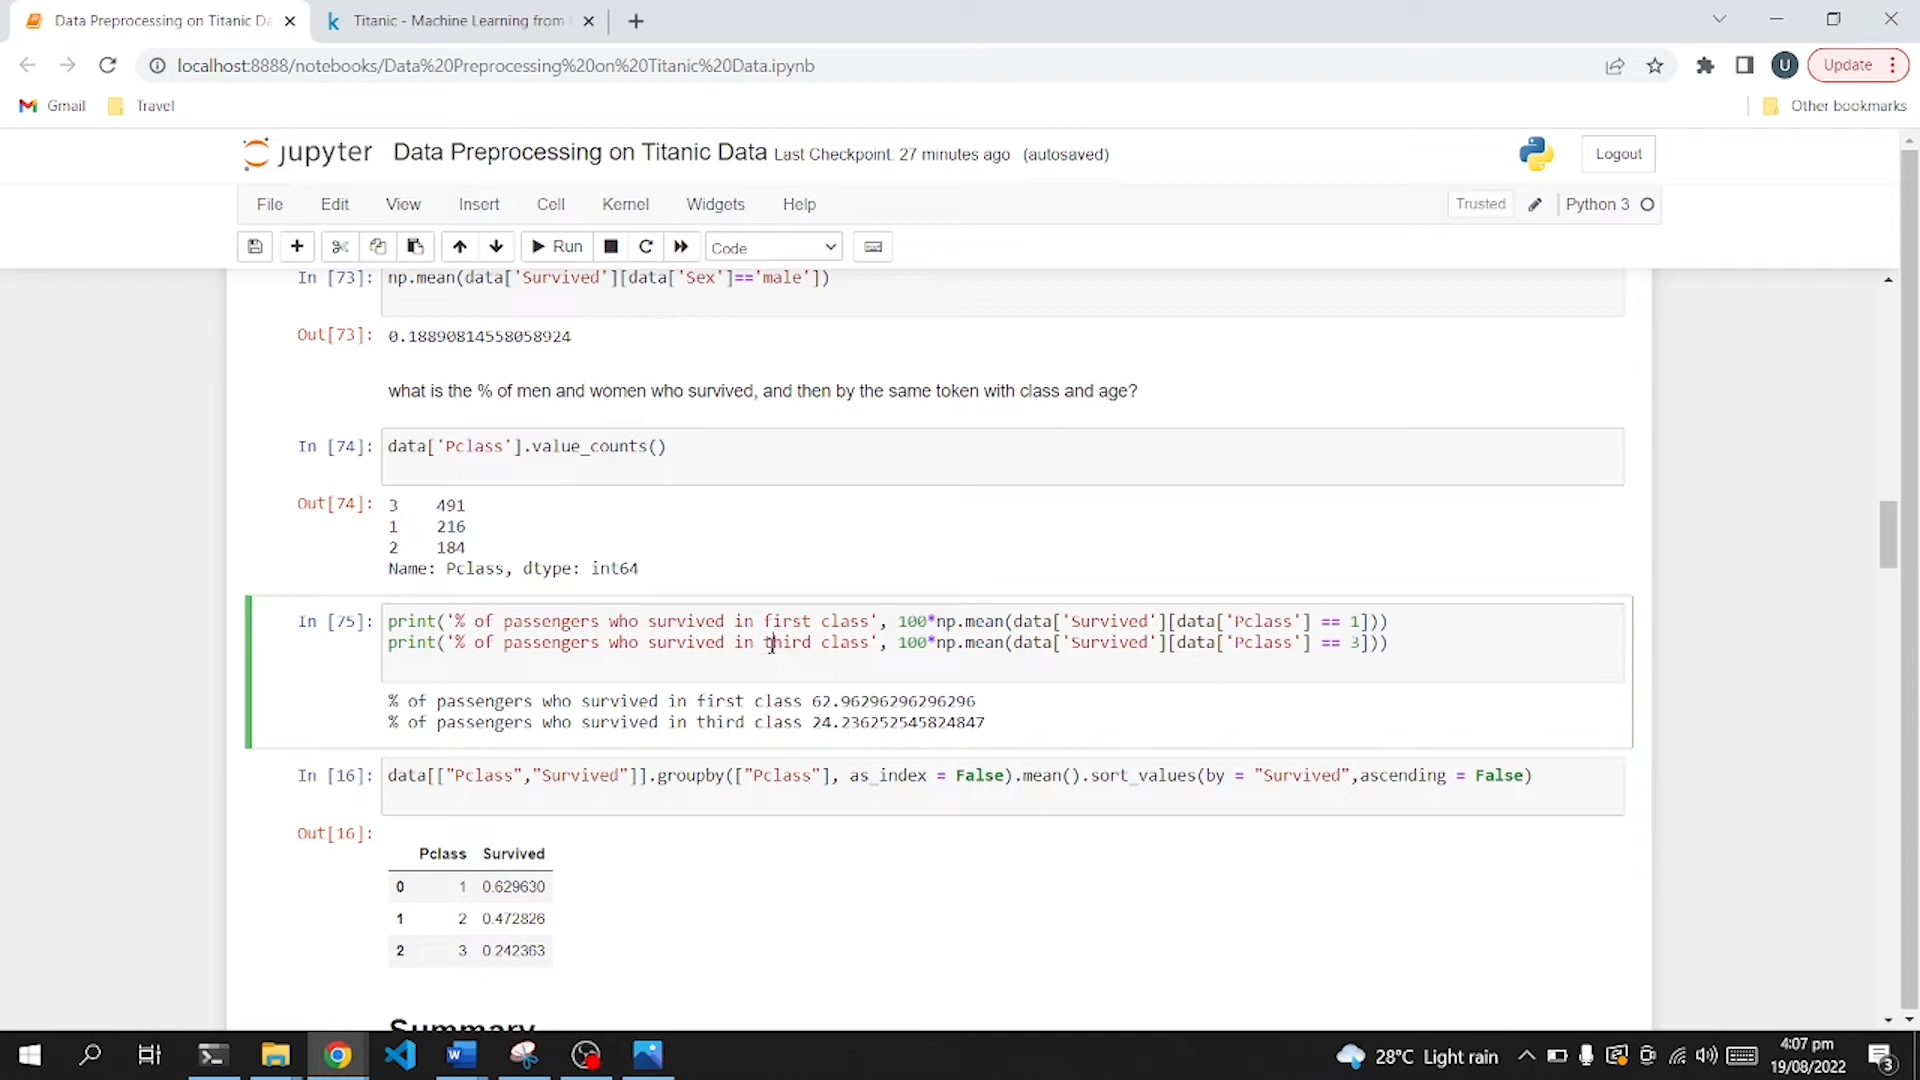 Data Preprocessing on Titanic Da
Titanic - Machine Learning from
localhost:8888/notebooks/Data%20Preprocessing%20on%20Titanic%20Data.ipynb
U
Update
Gmail
Travel
Other bookmarks
jupyter
Data Preprocessing on Titanic Data Last Checkpoint: 27 minutes ago (autosaved)
Logout
File Edit View Insert Cell Kernel Widgets Help
Trusted
Python 3
Run
Code
In [73]: np.mean(data['Survived'][data['Sex']=='male'])
Out[73]: 0.18890814558058924
what is the % of men and women who survived, and then by the same token with class and age?
In [74]: data['Pclass'].value_counts()
Out[74]: 3 491
1 216
2 184
Name: Pclass, dtype: int64
In [75]: print('% of passengers who survived in first class', 100*np.mean(data['Survived'][data['Pclass'] == 1]))
print('% of passengers who survived in third class', 100*np.mean(data['Survived'][data['Pclass'] == 3]))
% of passengers who survived in first class 62.96296296296296
% of passengers who survived in third class 24.236252545824847
In [16]: data[["Pclass","Survived"]].groupby(["Pclass"], as_index = False).mean().sort_values(by = "Survived",ascending = False)
Out[16]:
Pclass Survived
0 1 0.629630
1 2 0.472826
2 3 0.242363
Summary
28°C Light rain
4:07 pm
19/08/2022
3